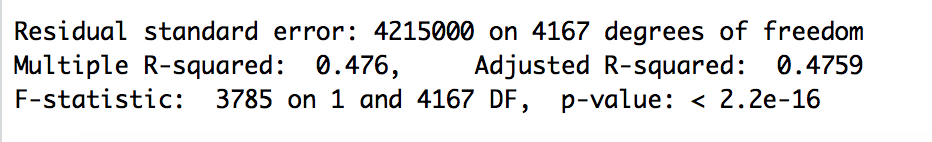 Residual standard error: 4215000 on 4167 degrees of freedom
Multiple R-squared:  0.476,	Adjusted R-squared:  0.4759
F-statistic:  3785 on 1 and 4167 DF,  p-value: < 2.2e-16